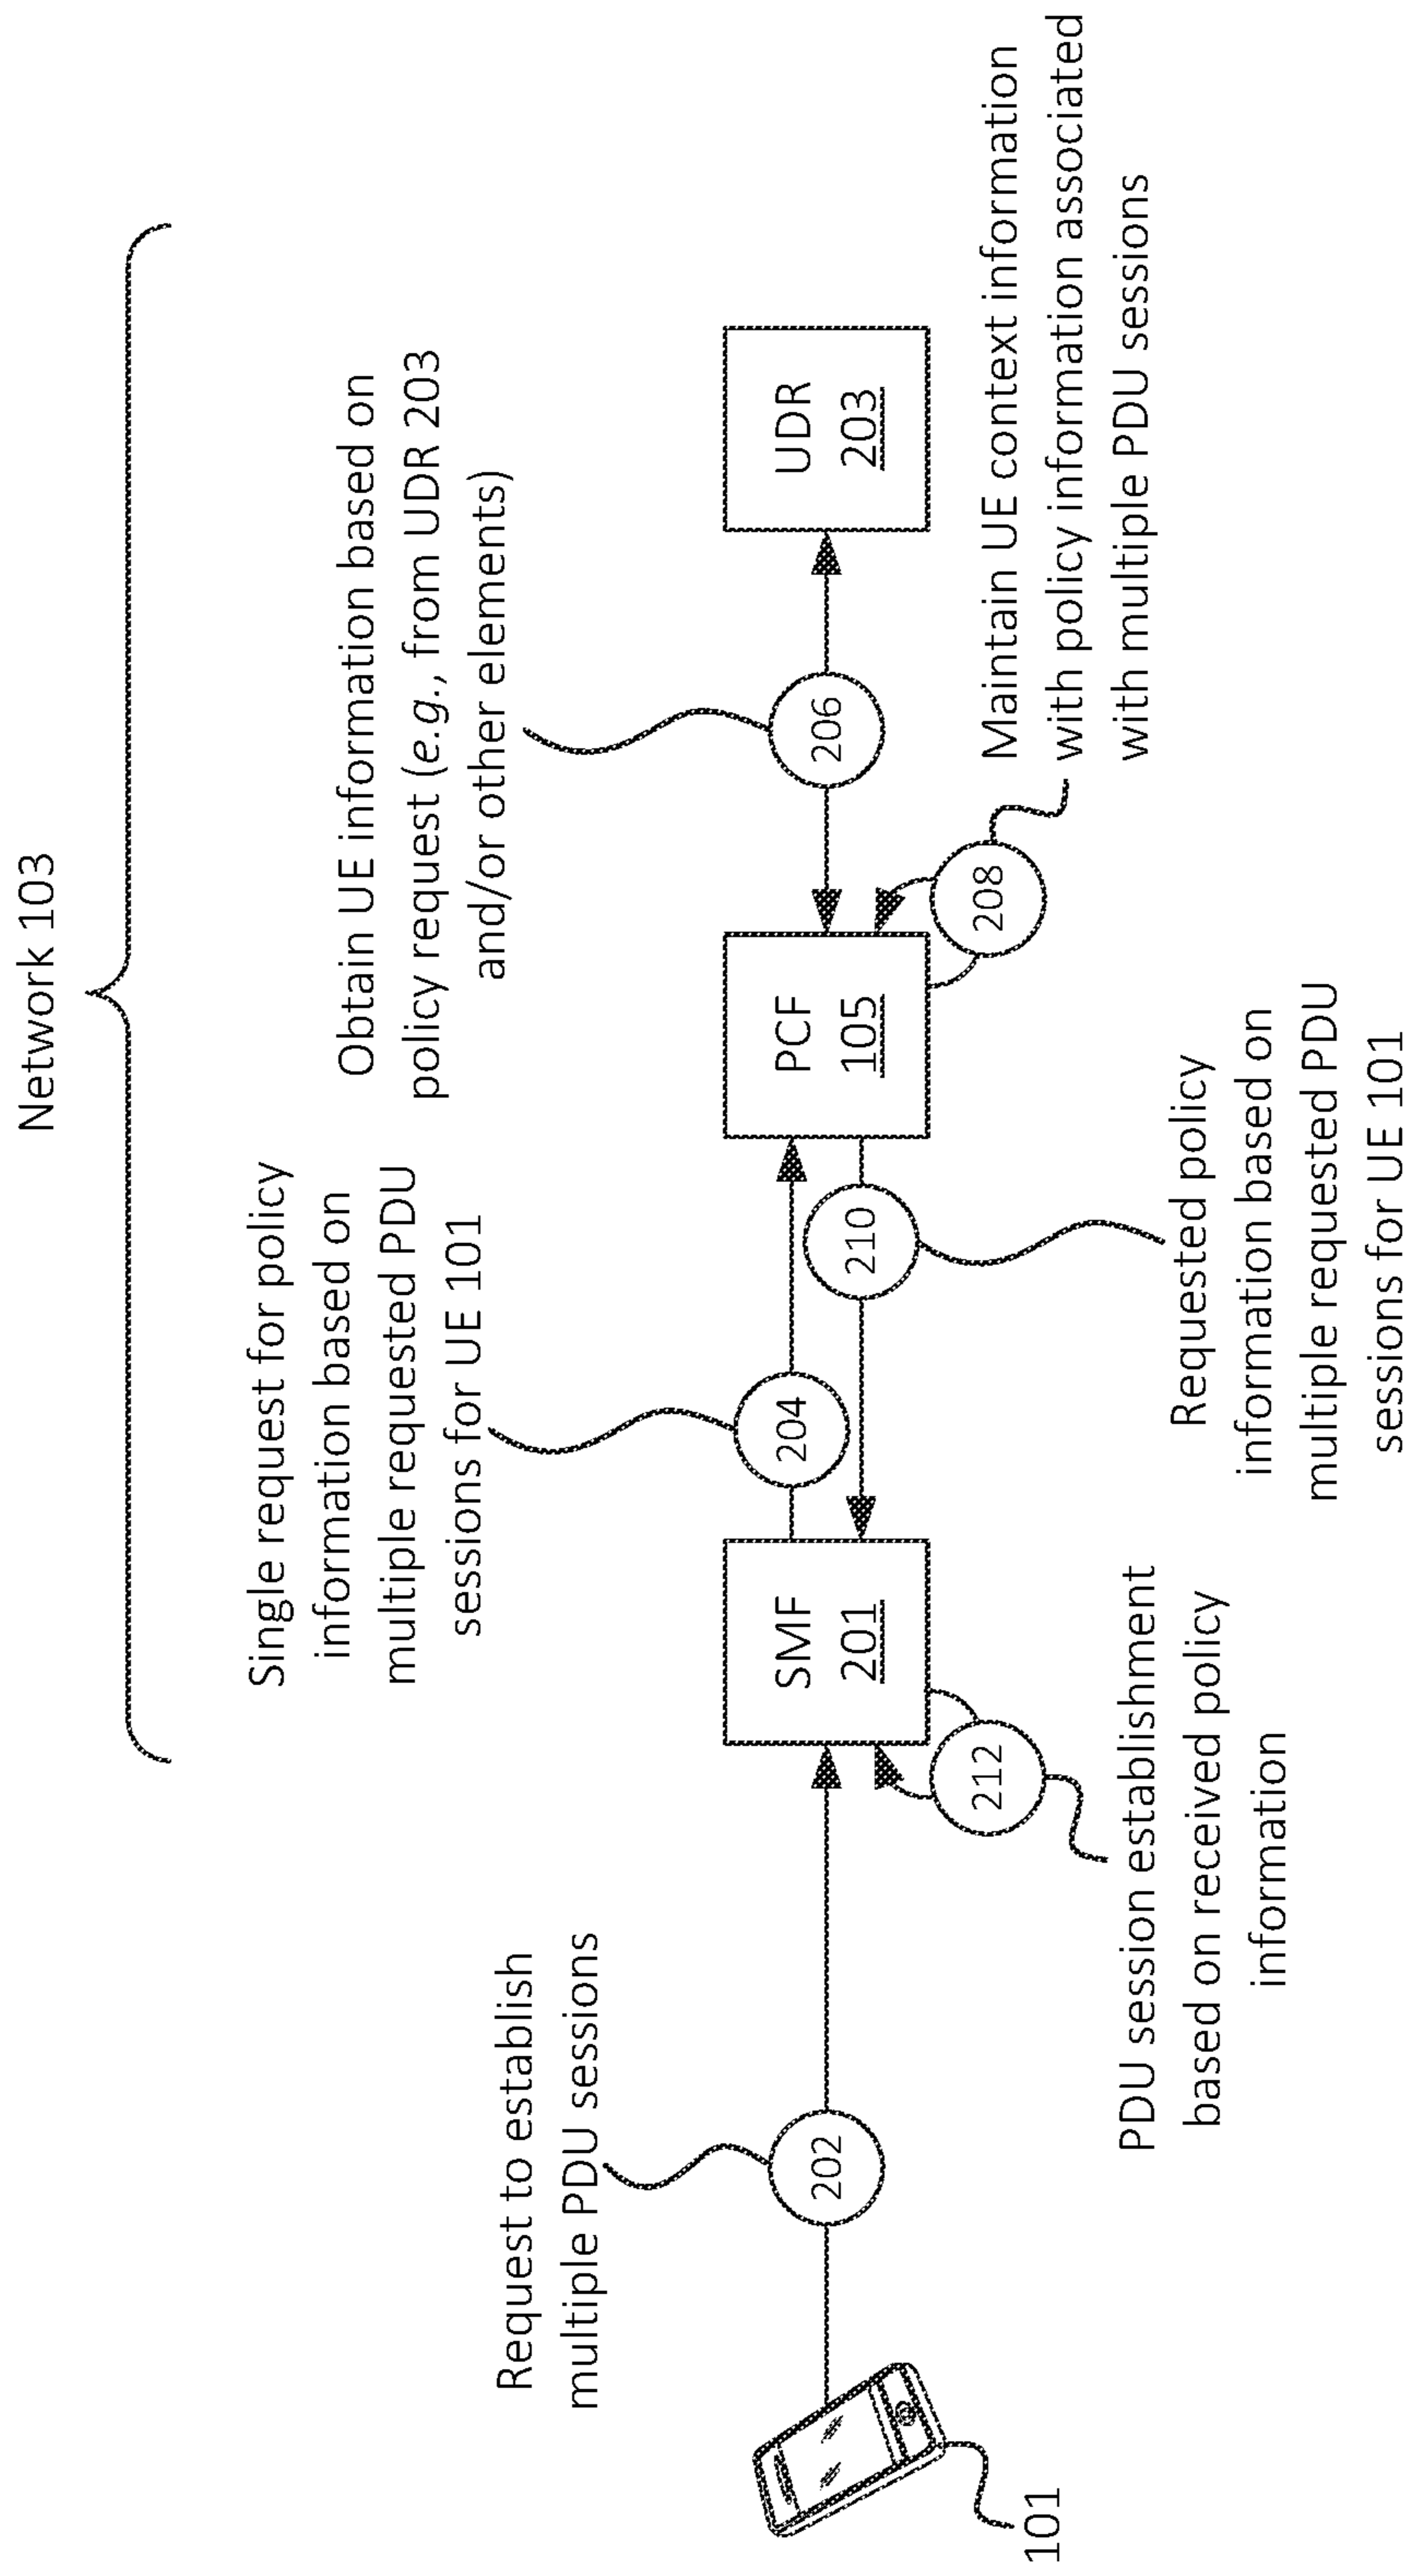 Network 103
Single request for policy
information based on
multiple requested PDU
sessions for UE 101
Obtain UE information based on
policy request (e.g., from UDR 203
and/or other elements)
Request to establish
multiple PDU sessions
202
SMF
201
204
210
PCF
105
206
UDR
203
212
208
101
PDU session establishment
based on received policy
information
Requested policy
information based on
multiple requested PDU
sessions for UE 101
Maintain UE context information
with policy information associated
with multiple PDU sessions